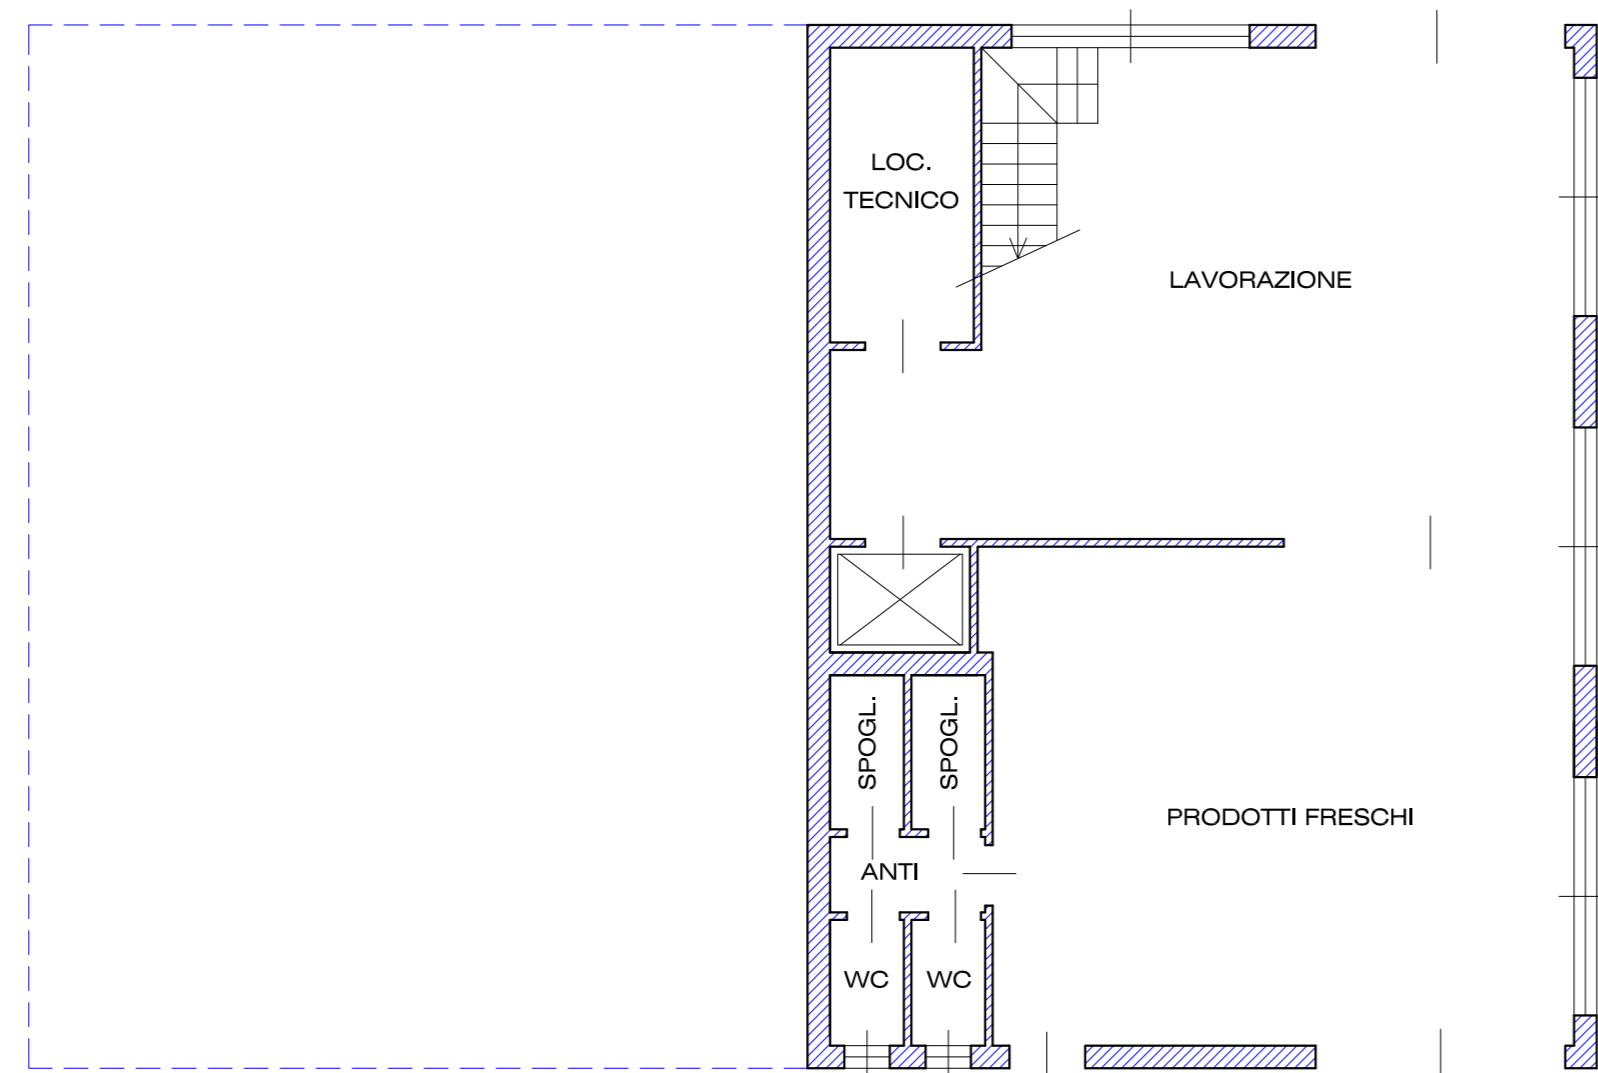 LOC.
TECNICO
LAVORAZIONE
SPOGL.
SPOGL.
PRODOTTI FRESCHI
ANTI
WC
WC